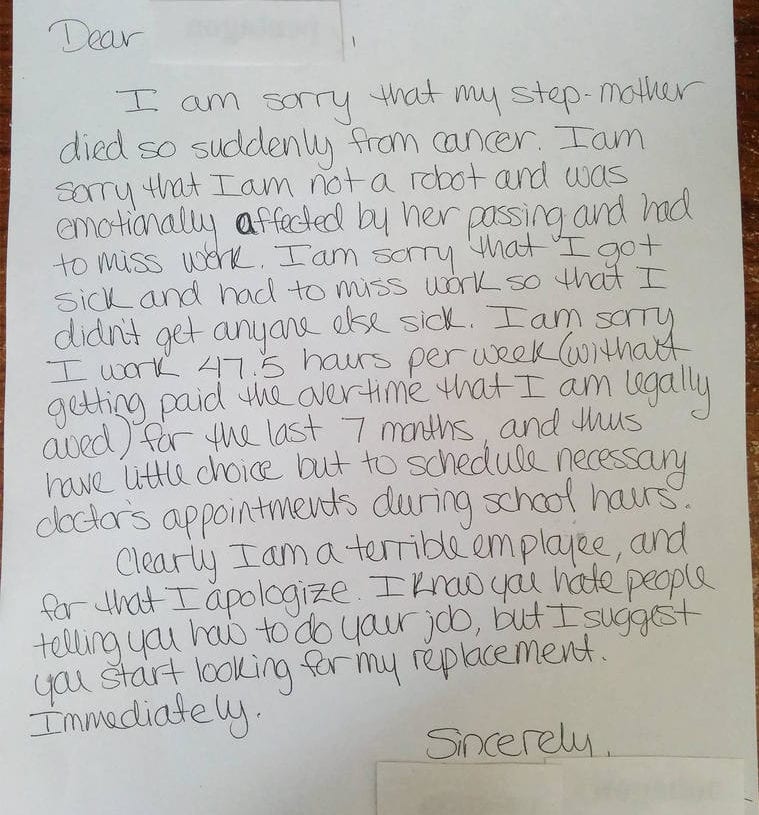 Dear ,
I am sorry that my step-mother
died so suddenly from cancer. I am
sorry that I am not a robot and was
emotionally affected by her passing and had
to miss work. I am sorry that I got
sick and had to miss work so that I
didn't get anyone else sick. I am sorry
I work 47.5 hours per week (without
getting paid the overtime that I am legally
owed) for the last 7 months, and thus
have little choice but to schedule necessary
doctor's appointments during school hours.
Clearly I am a terrible employee, and
for that I apologize. I know you hate people
telling you how to do your job, but I suggest
you start looking for my replacement.
Immediately.
Sincerely,